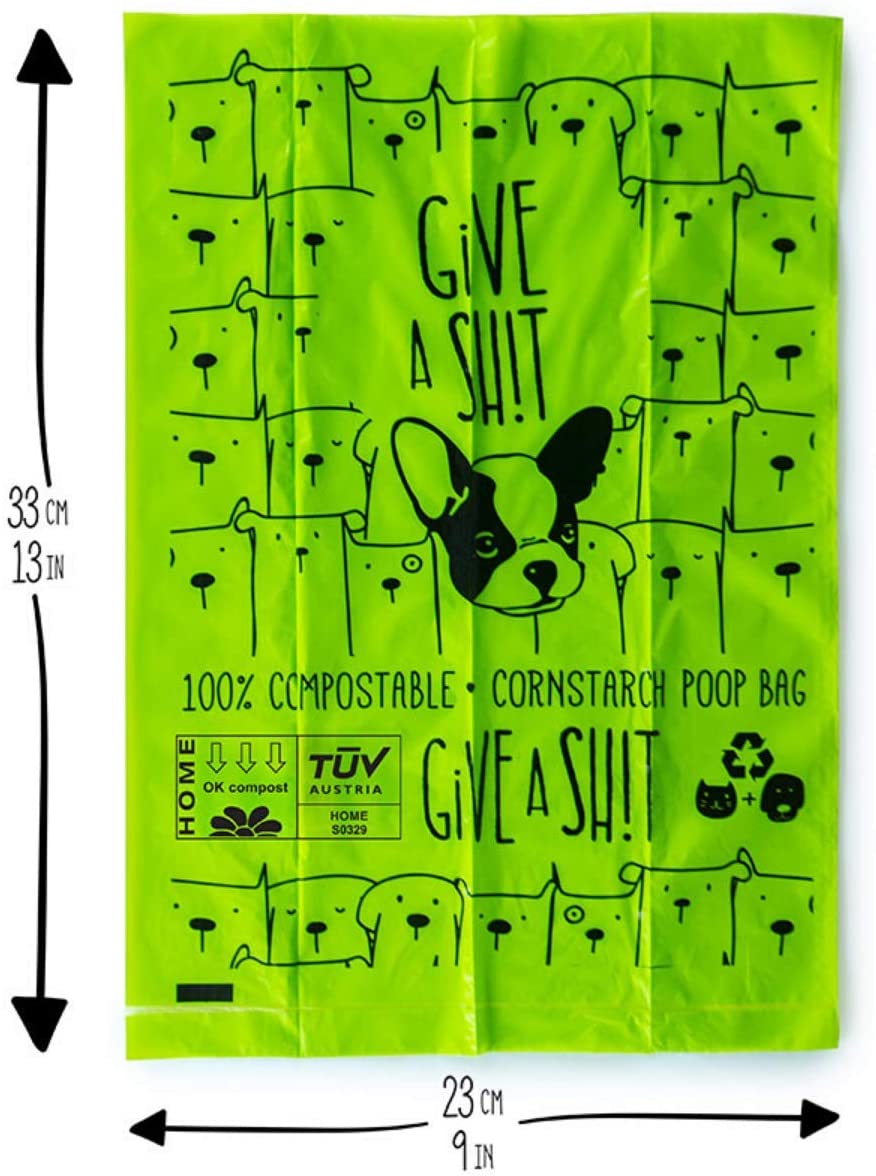 GiVE
A SH!T
33 CM
13 IN
100% COMPOSTABLE • CORNSTARCH POOP BAG
HOME
OK compost
TÜV
AUSTRIA
HOME
S0329
GiVE A SH!T
+
23 CM
9 IN